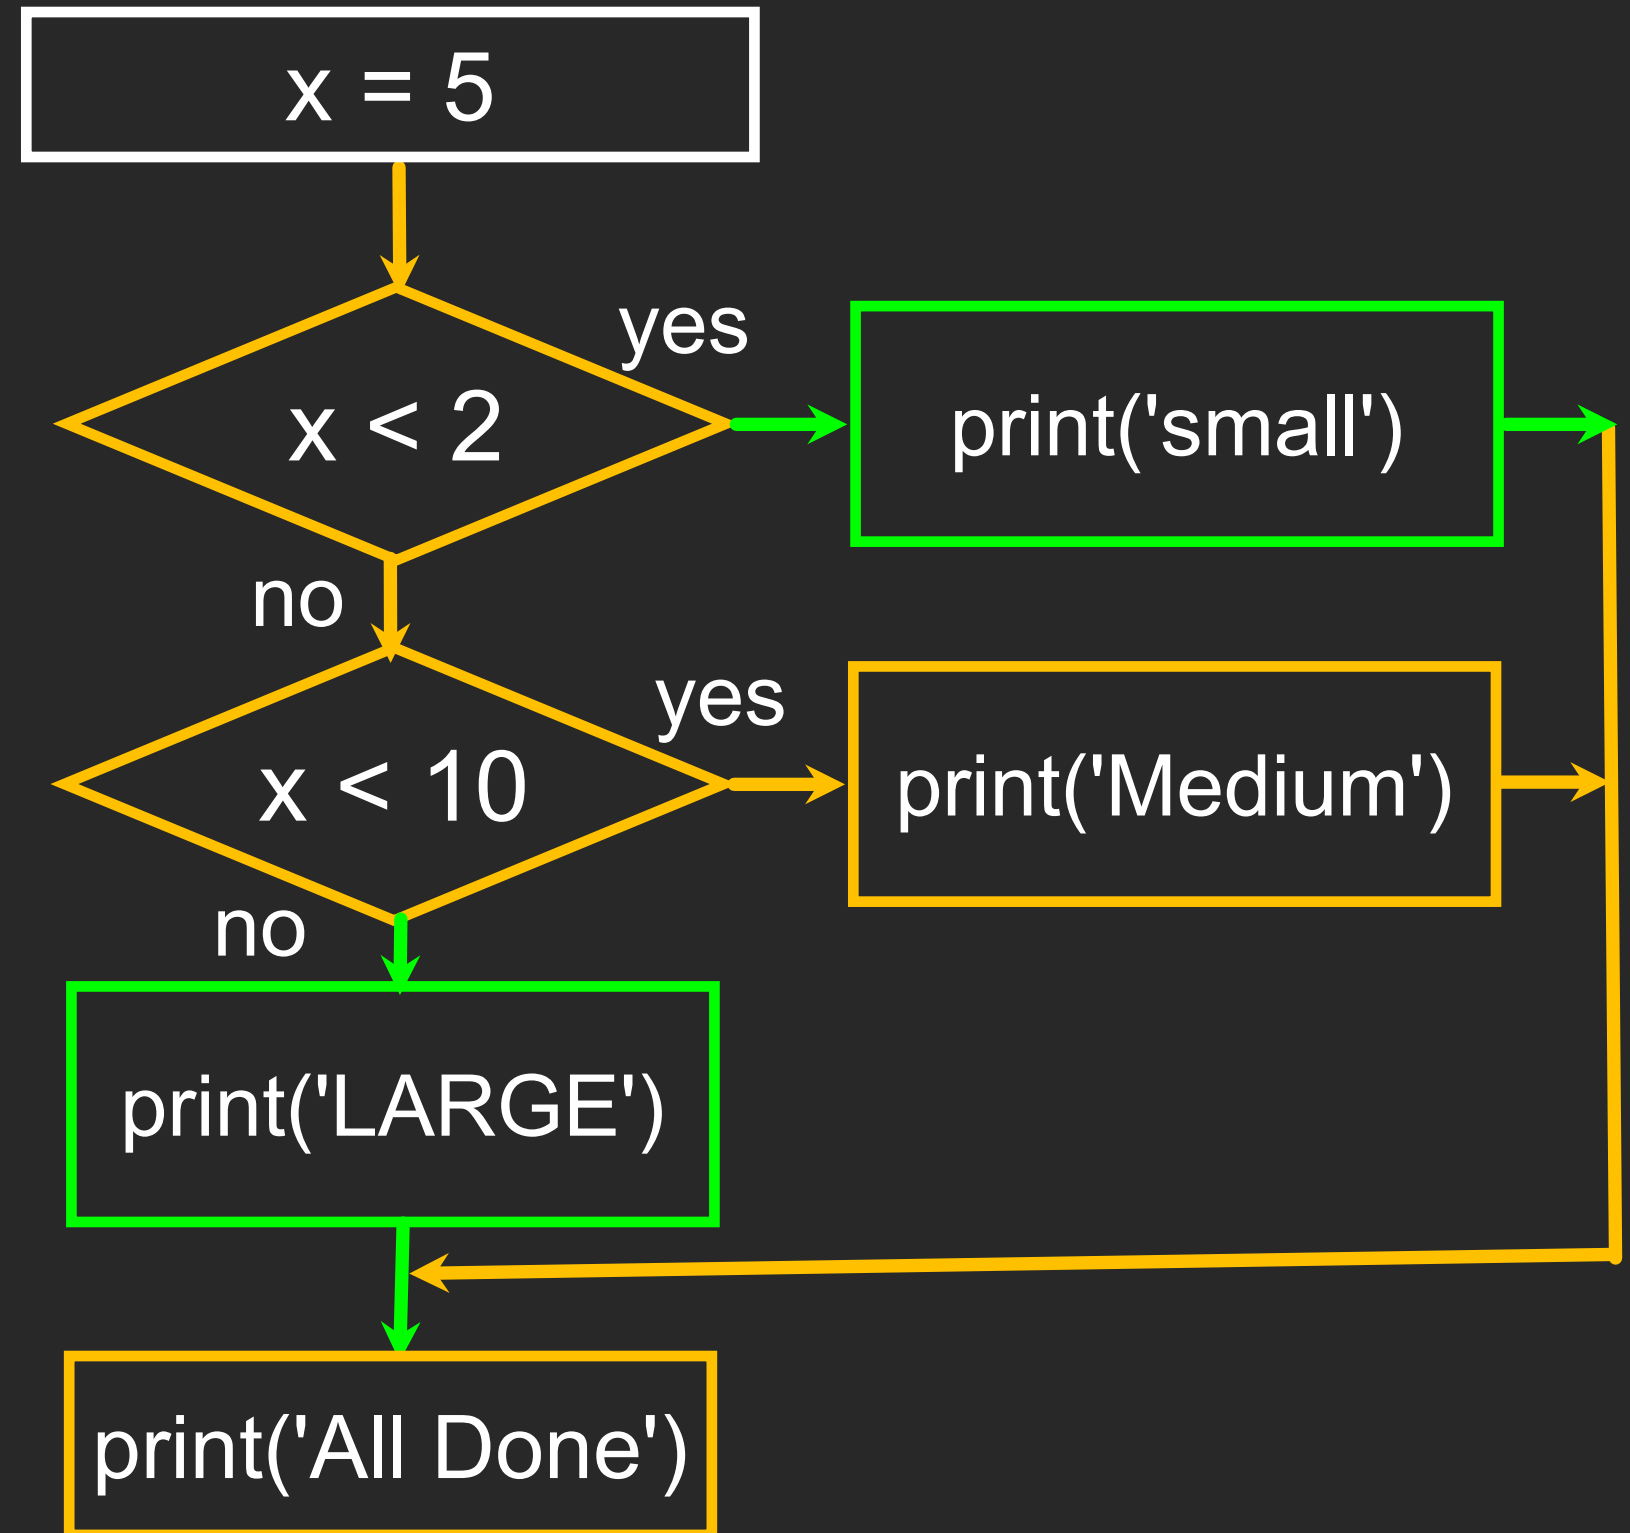 x = 5
yes
x < 2
print('small')
no
yes
x < 10
print('Medium')
no
print('LARGE')
print('All Done')